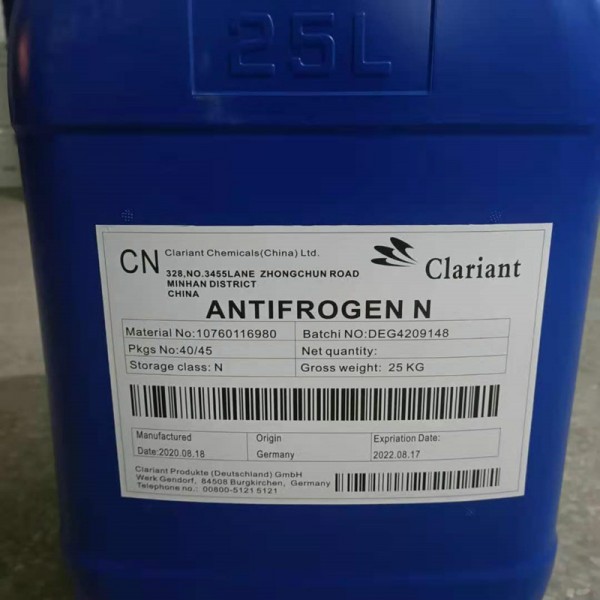 25L
CN
Clariant Chemicals(China) Ltd.
328,NO.3455LANE ZHONGCHUN ROAD
MINHAN DISTRICT
CHINA
Clariant
ANTIFROGEN N
Material No:10760116980 Batchi NO:DEG4209148
Pkgs No:40/45 Net quantity:
Storage class: N Gross weight: 25 KG
Manufactured Origin Expriation Date:
Date:2020.08.18 Germany 2022.08.17
Clariant Produkte (Deutschland) GmbH
Werk Gendorf, 84508 Burgkirchen, Germany
Telephone no.: 00800-5121 5121